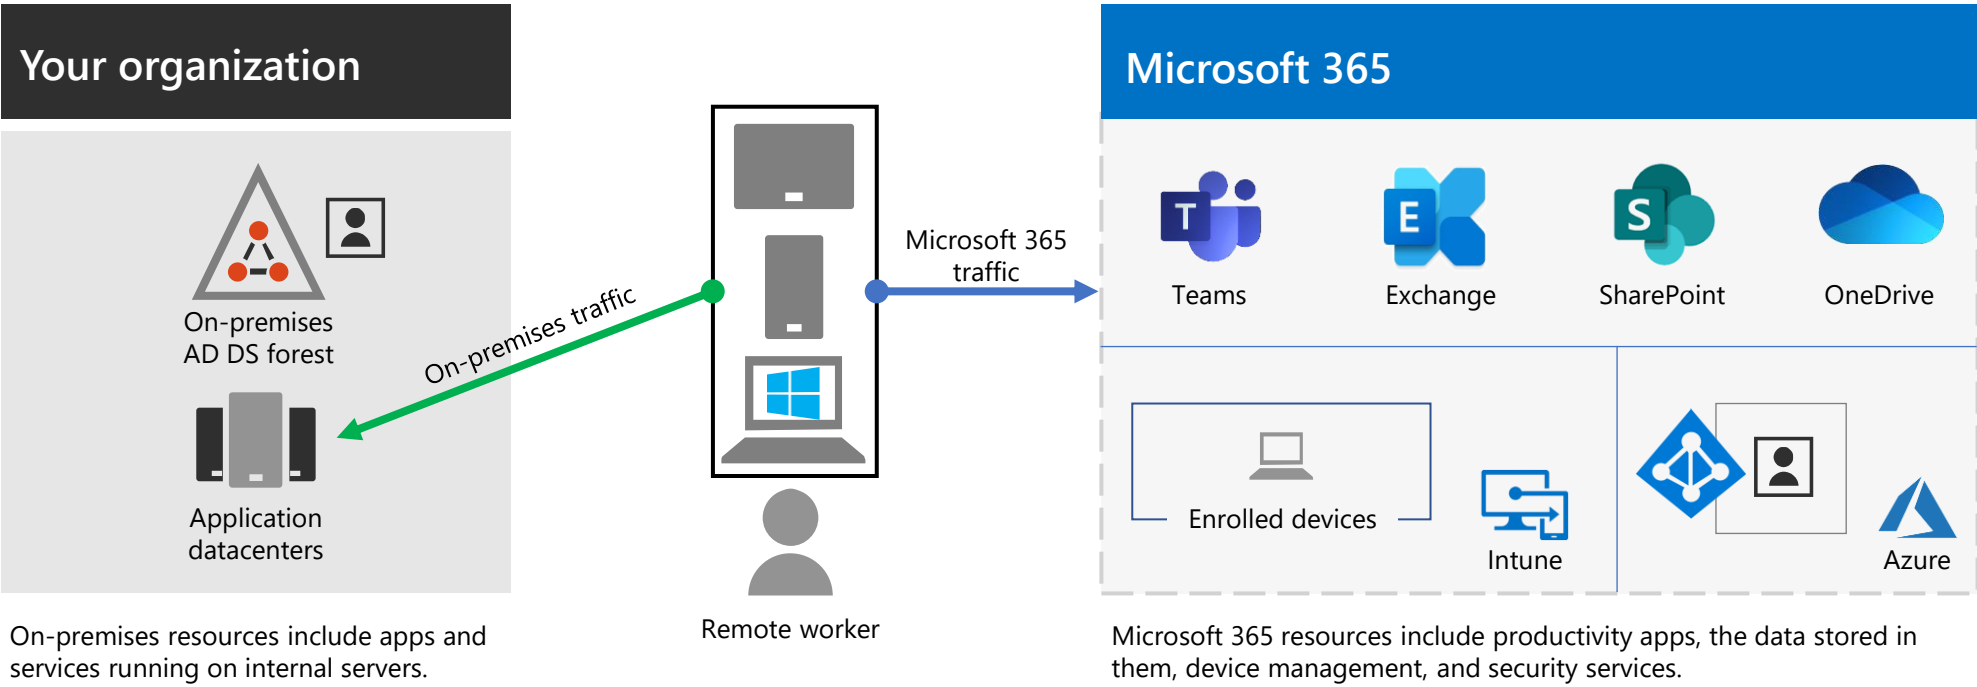 Your organization
On-premises
AD DS forest
Application
datacenters
On-premises resources include apps and
services running on internal servers.
On-premises traffic
Microsoft 365
traffic
Remote worker
Microsoft 365
T
E
S
Teams
Exchange
SharePoint
OneDrive
Enrolled devices
Intune
Azure
Microsoft 365 resources include productivity apps, the data stored in
them, device management, and security services.